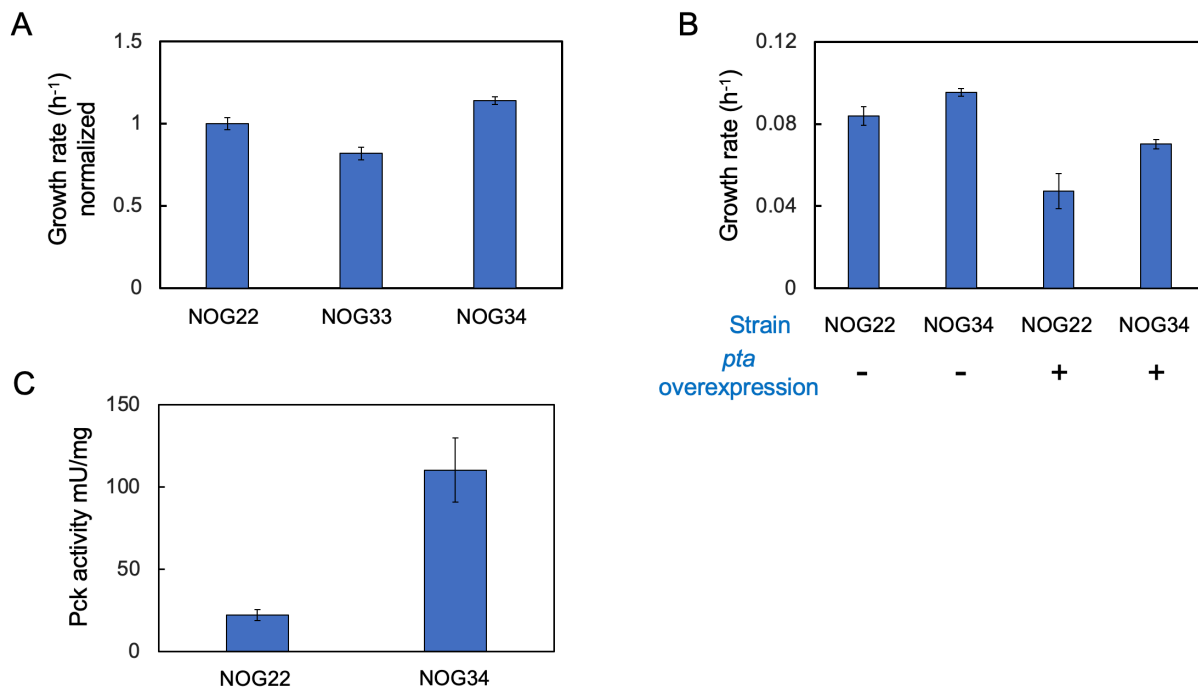 A
Growth rate (h⁻¹)
normalized
1.5
1
0.5
0
NOG22
NOG33
NOG34
B
Growth rate (h⁻¹)
0.12
0.08
0.04
0
Strain
NOG22
NOG34
NOG22
NOG34
pta
overexpression
-
-
+
+
C
Pck activity mU/mg
150
100
50
0
NOG22
NOG34